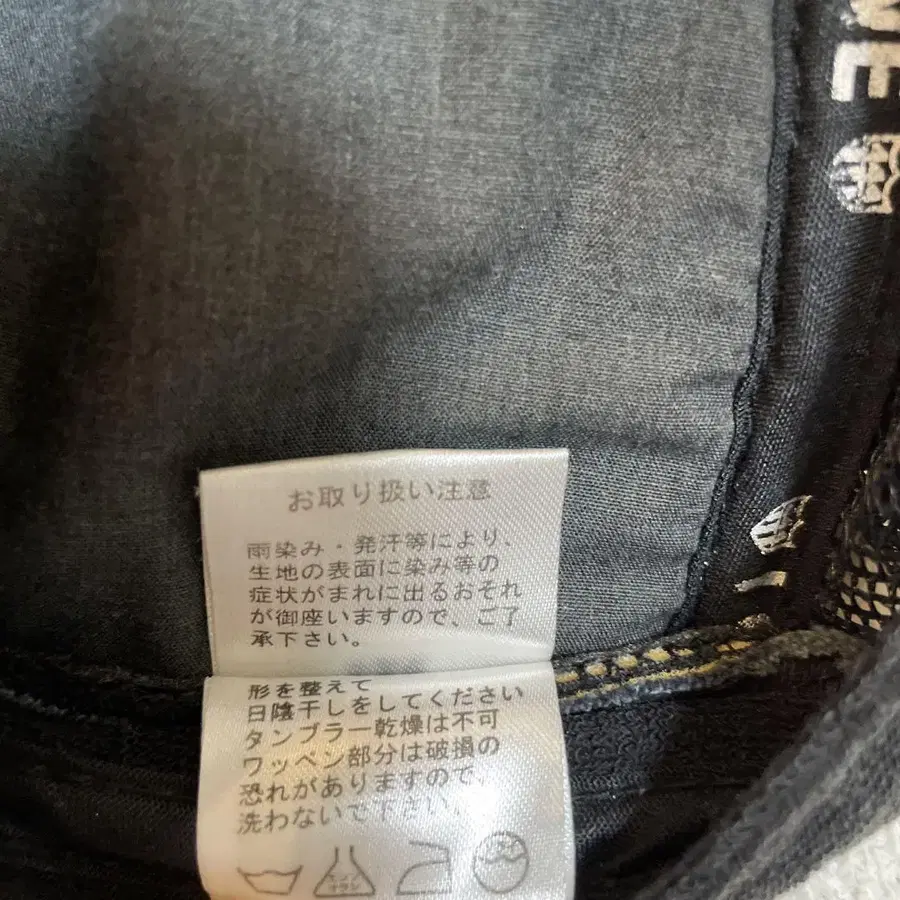 ME
お取り扱い注意
雨染み・発汗等により
生地の表面に染み等の
症状がまれに出るおそれ
が御座いますので、ご了
承下さい。
形を整えて
日陰干しをしてください
タンブラー乾燥は不可
ワッペン部分は破損の
恐れがありますので、
洗わないで下さい。